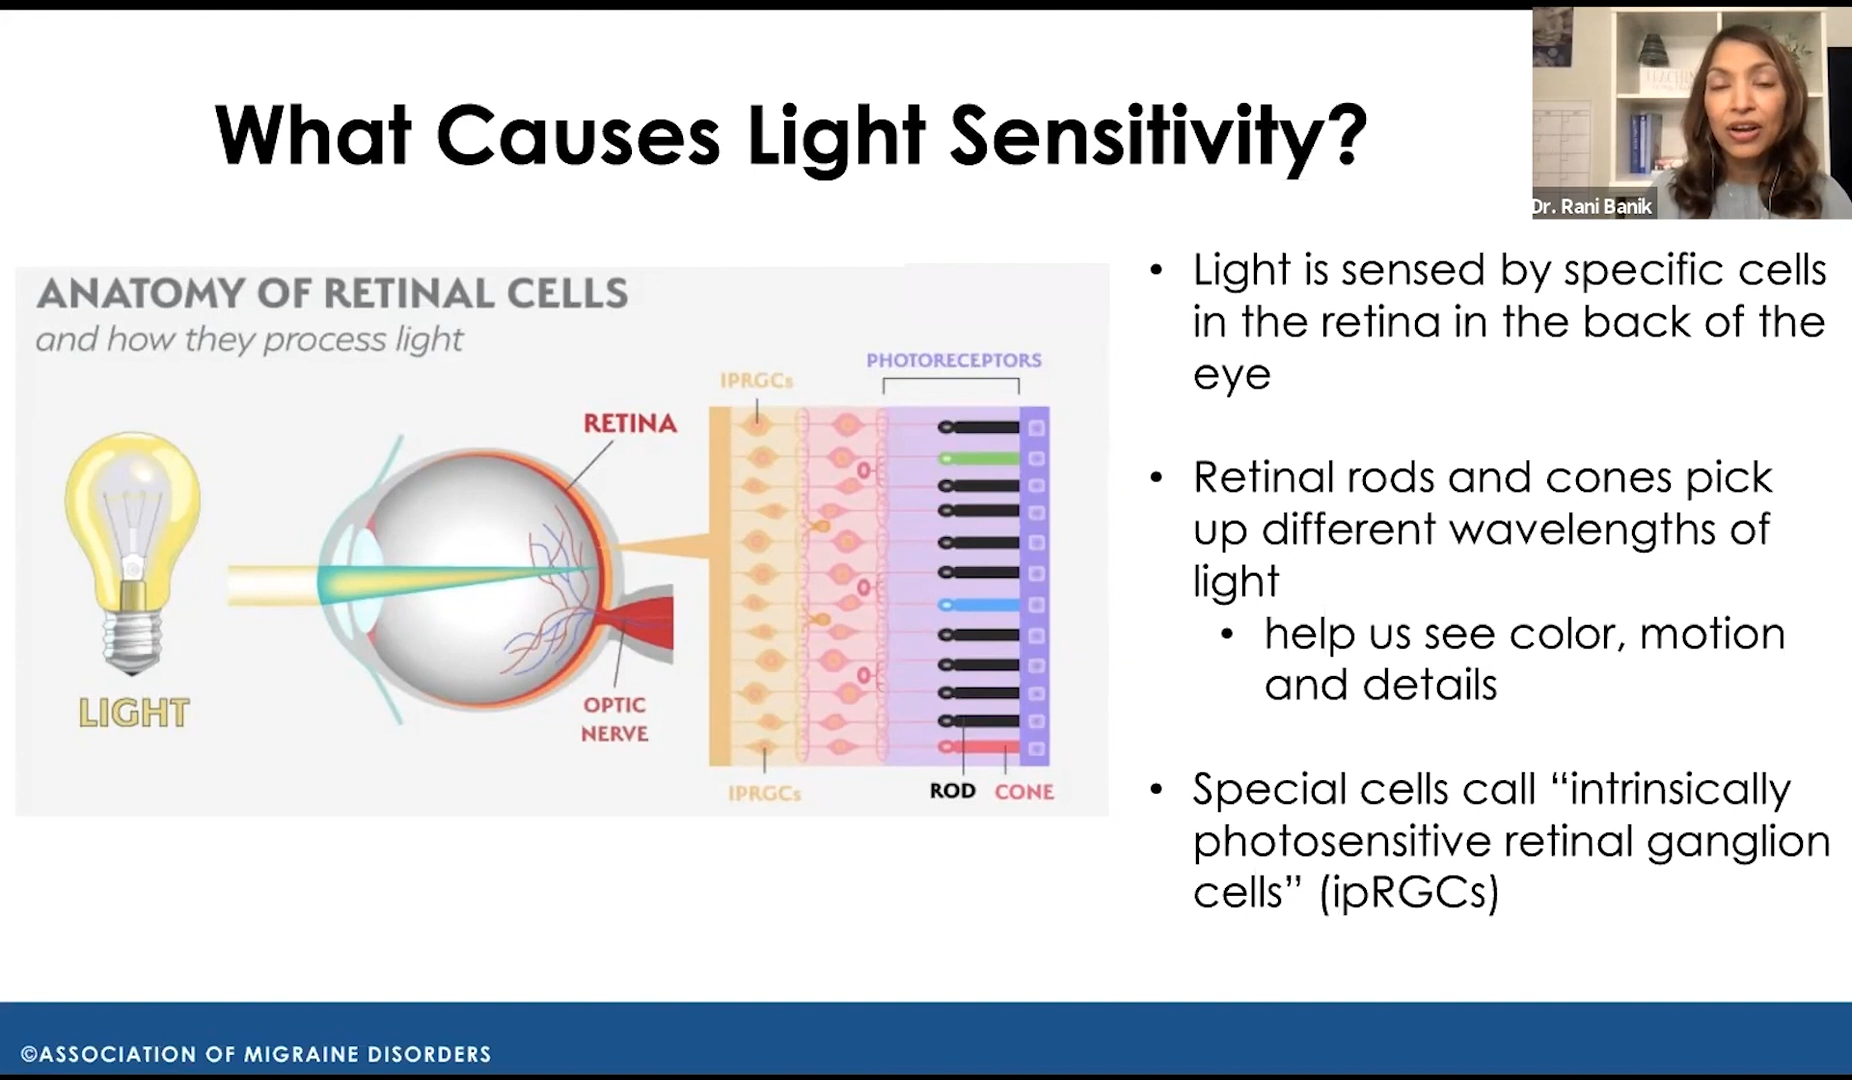 What Causes Light Sensitivity?
Dr. Rani Banik
ANATOMY OF RETINAL CELLS
and how they process light
LIGHT
RETINA
OPTIC
NERVE
IPRGCs
PHOTORECEPTORS
IPRGCs
ROD
CONE
• Light is sensed by specific cells
in the retina in the back of the
eye
• Retinal rods and cones pick
up different wavelengths of
light
• help us see color, motion
and details
• Special cells call “intrinsically
photosensitive retinal ganglion
cells” (ipRGCs)
©ASSOCIATION OF MIGRAINE DISORDERS